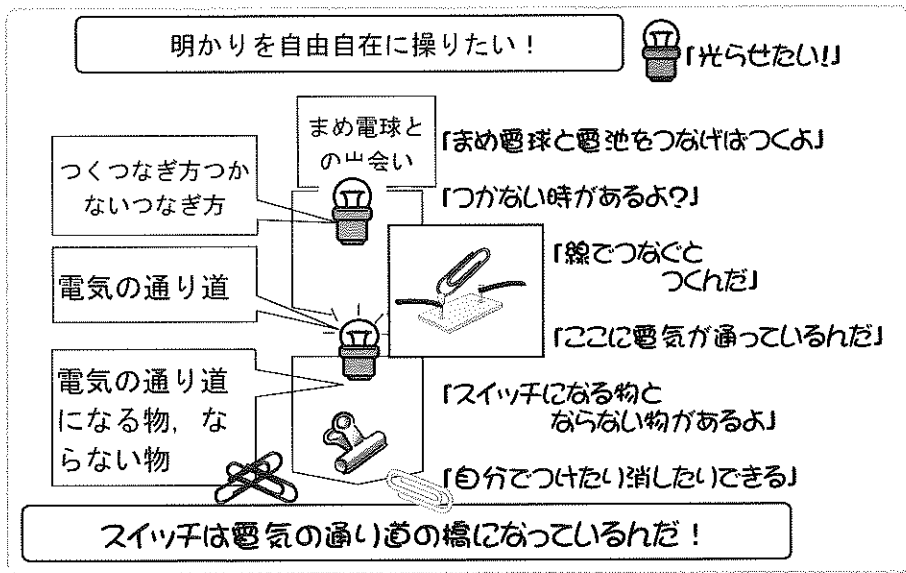 明かりを自由自在に操りたい！
「光らせたい!」
まめ電球と
の出会い
「まめ電球と電池をつなげばつくよ」
つくつなぎ方つか
ないつなぎ方
「つかない時があるよ?」
「線でつなぐと
つくんだ」
電気の通り道
「ここに電気が通っているんだ」
電気の通り道
になる物，な
らない物
「スイッチになる物と
ならない物があるよ」
「自分でつけたり消したりできる」
スイッチは電気の通り道の橋になっているんだ！